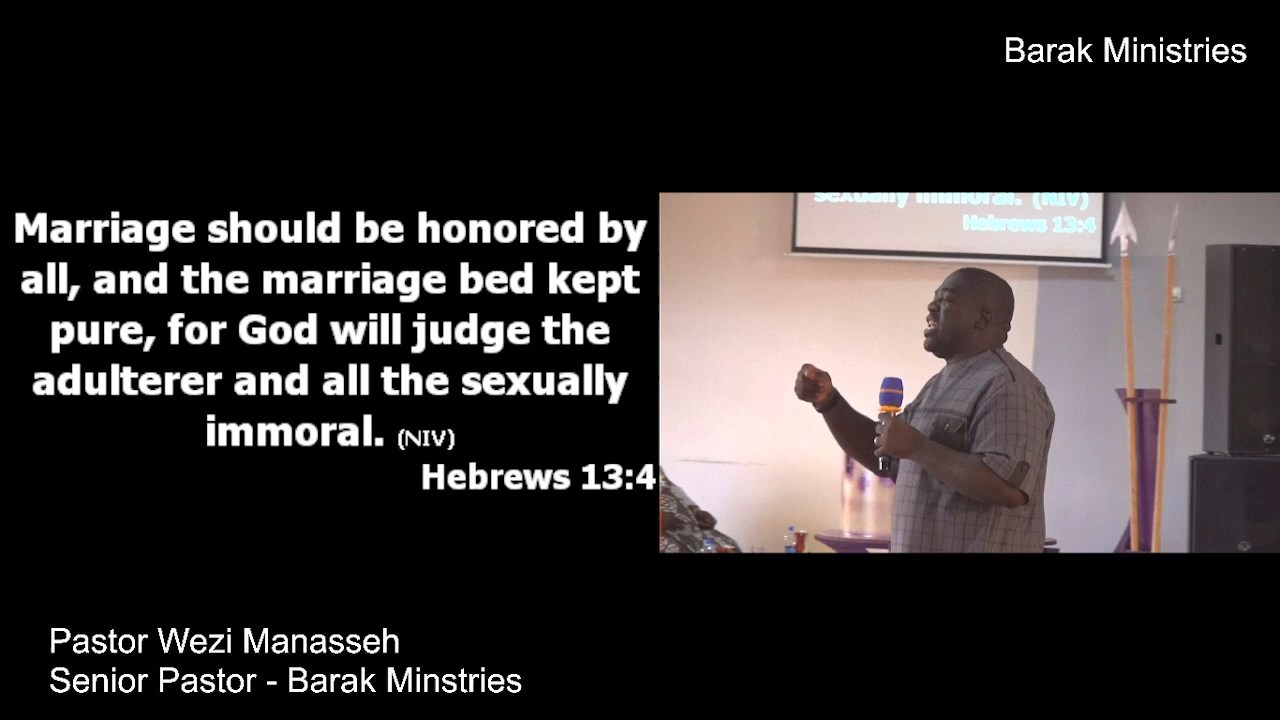 Barak Ministries
Marriage should be honored by
all, and the marriage bed kept
pure, for God will judge the
adulterer and all the sexually
immoral. (NIV)
Hebrews 13:4
sexually immoral. (NIV)
Hebrews 13:4
Pastor Wezi Manasseh
Senior Pastor - Barak Minstries